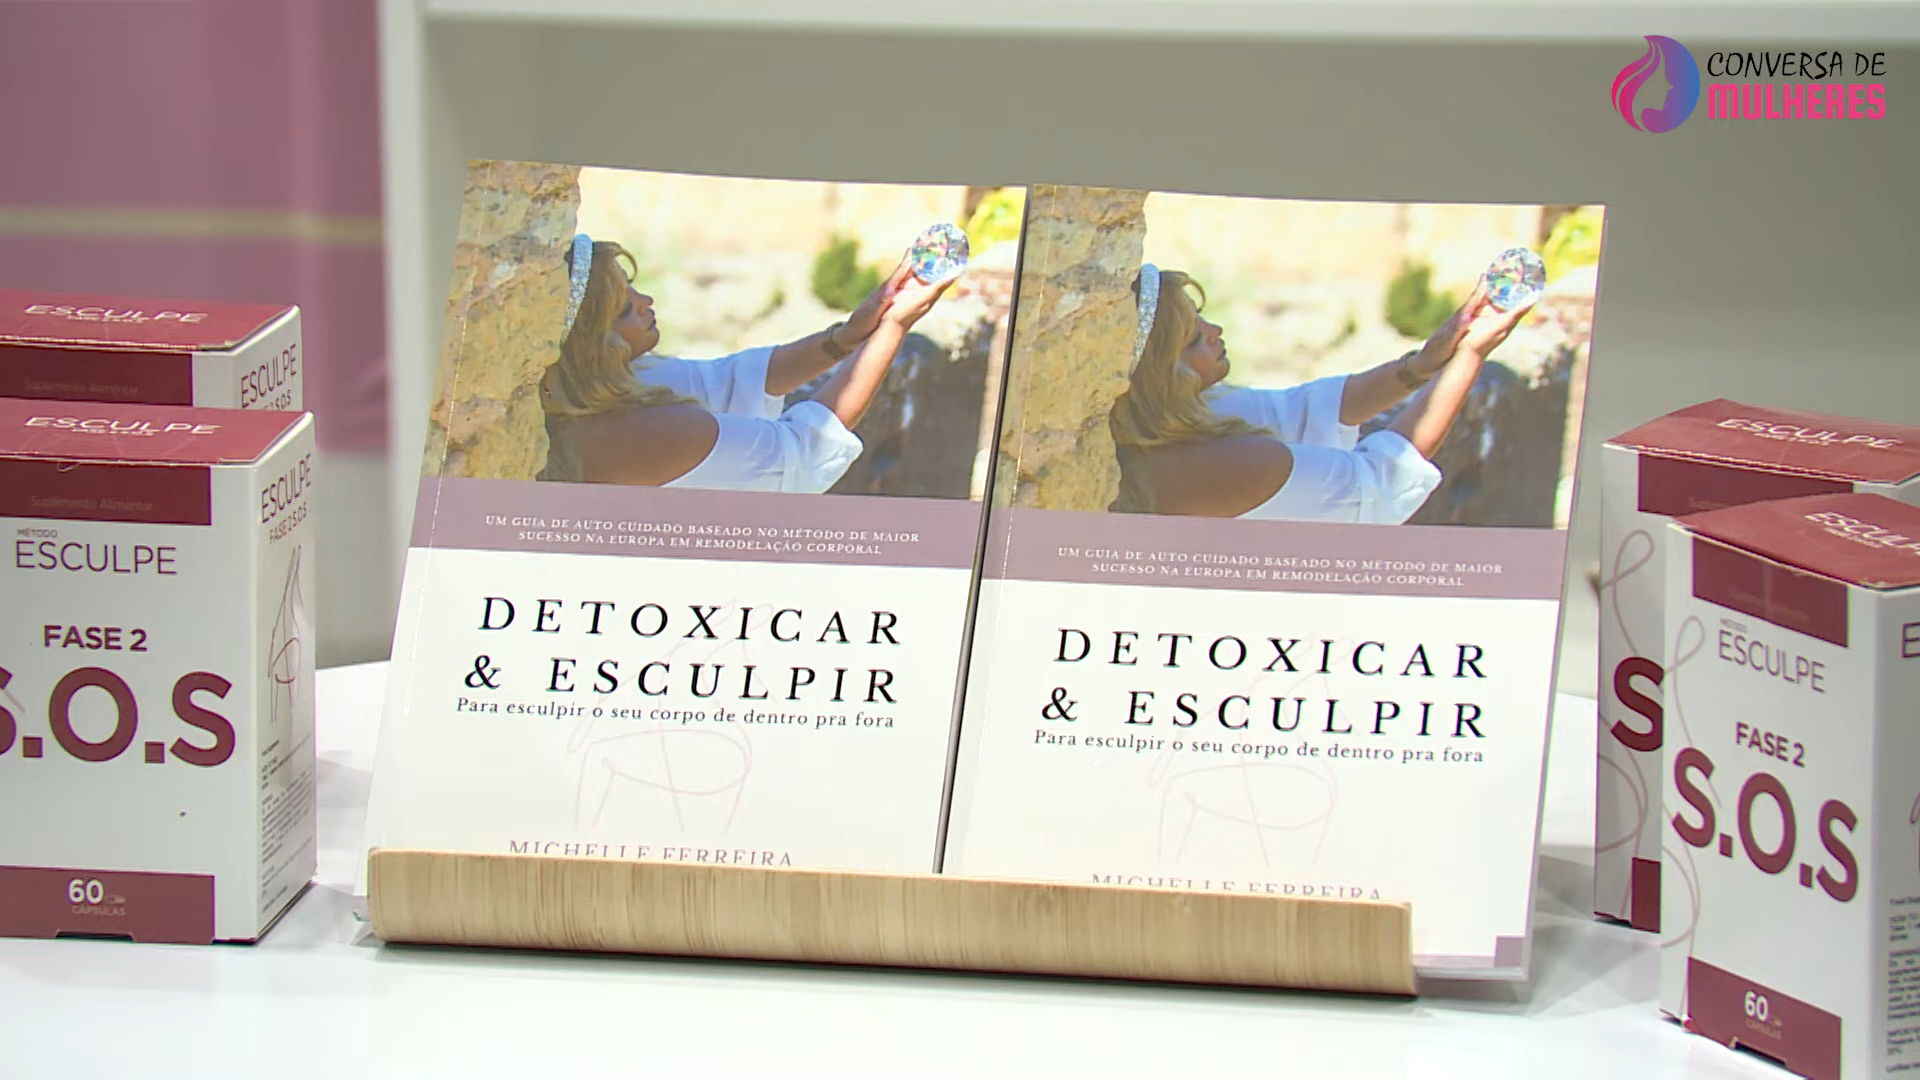 CONVERSA DE
MULHERES
ESCULPE
Suplemento Alimentar
ESCULPE
ESCULPE
Suplemento Alimentar
MÉTODO
ESCULPE
FASE 2
S.O.S
60
CÁPSULAS
ESCULPE
FASE 2 S.O.S
UM GUIA DE AUTO CUIDADO BASEADO NO MÉTODO DE MAIOR
SUCESSO NA EUROPA EM REMODELAÇÃO CORPORAL
DETOXICAR
& ESCULPIR
Para esculpir o seu corpo de dentro pra fora
MICHELLE FERREIRA
UM GUIA DE AUTO CUIDADO BASEADO NO MÉTODO DE MAIOR
SUCESSO NA EUROPA EM REMODELAÇÃO CORPORAL
DETOXICAR
& ESCULPIR
Para esculpir o seu corpo de dentro pra fora
MICHELLE FERREIRA
ESCULPE
S
ESCULPE
MÉTODO
ESCULPE
FASE 2
S.O.S
60
CÁPSULAS